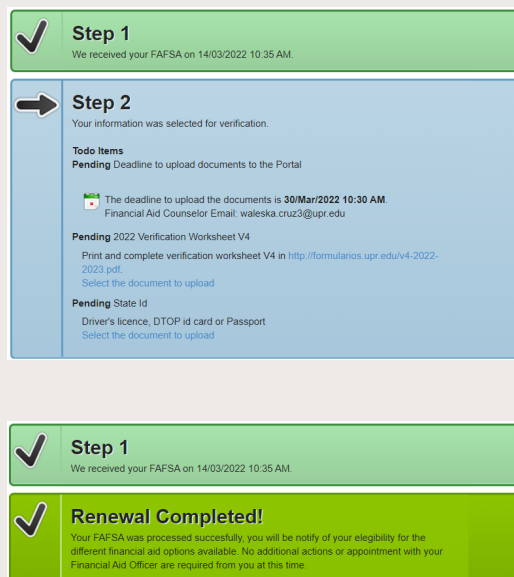 Step 1
We received your FAFSA on 14/03/2022 10:35 AM.
Step 2
Your information was selected for verification.
Todo Items
Pending Deadline to upload documents to the Portal
The deadline to upload the documents is 30/Mar/2022 10:30 AM.
Financial Aid Counselor Email: waleska.cruz3@upr.edu
Pending 2022 Verification Worksheet V4
Print and complete verification worksheet V4 in http://formularios.upr.edu/v4-2022-
2023.pdf.
Select the document to upload
Pending State Id
Driver's licence, DTOP id card or Passport
Select the document to upload
Step 1
We received your FAFSA on 14/03/2022 10:35 AM.
Renewal Completed!
Your FAFSA was processed succesfully, you will be notify of your elegibility for the
different financial aid options available. No additional actions or appointment with your
Financial Aid Officer are required from you at this time.